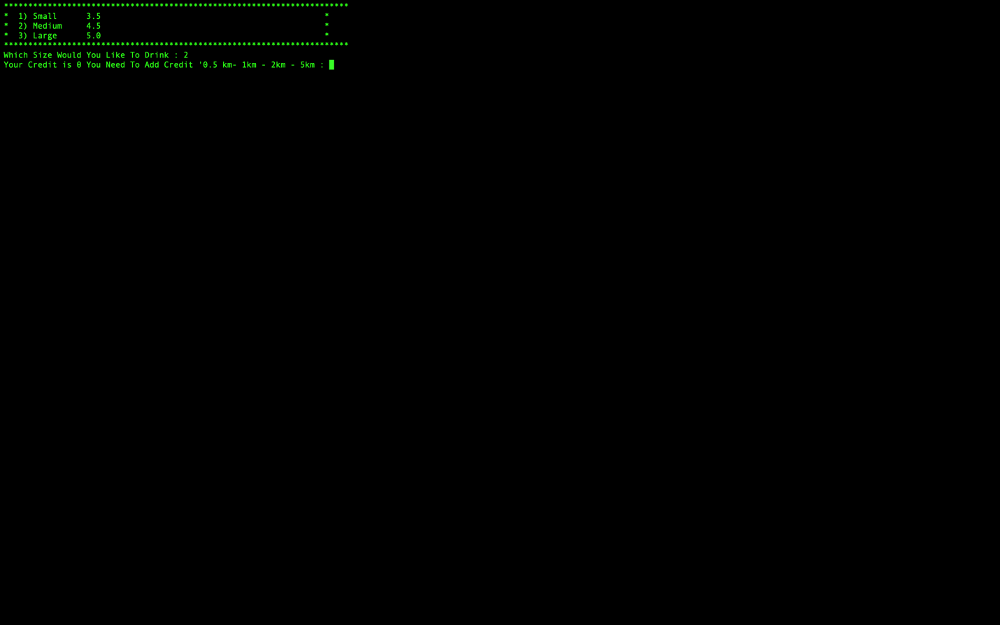 ***********************************************************************
*  1) Small      3.5                                              *
*  2) Medium     4.5                                              *
*  3) Large      5.0                                              *
***********************************************************************
Which Size Would You Like To Drink : 2
Your Credit is 0 You Need To Add Credit '0.5 km- 1km - 2km - 5km :